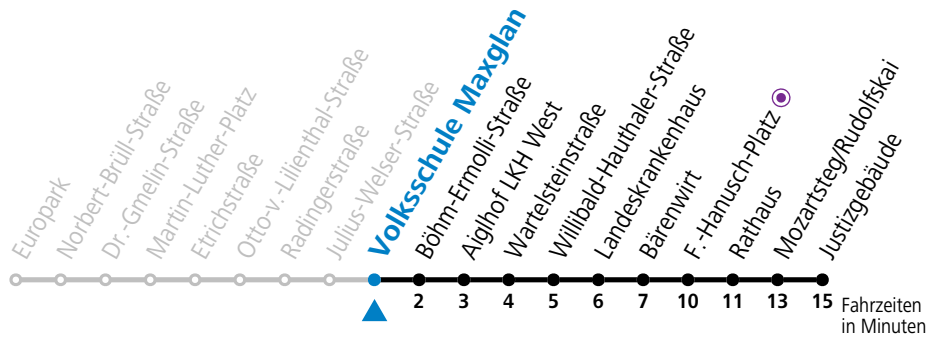 Europark
Norbert-Brüll-Straße
Dr.-Gmelin-Straße
Martin-Luther-Platz
Etrichstraße
Otto-v.-Lilienthal-Straße
Radingerstraße
Julius-Welser-Straße
Volksschule Maxglan
Böhm-Ermolli-Straße
Aiglhof LKH West
Wartelsteinstraße
Willibald-Hauthaler-Straße
Landeskrankenhaus
Bärenwirt
F.-Hanusch-Platz
Rathaus
Mozartsteg/Rudolfskai
Justizgebäude
2 3 4 5 6 7 10 11 13 15 Fahrzeiten
in Minuten